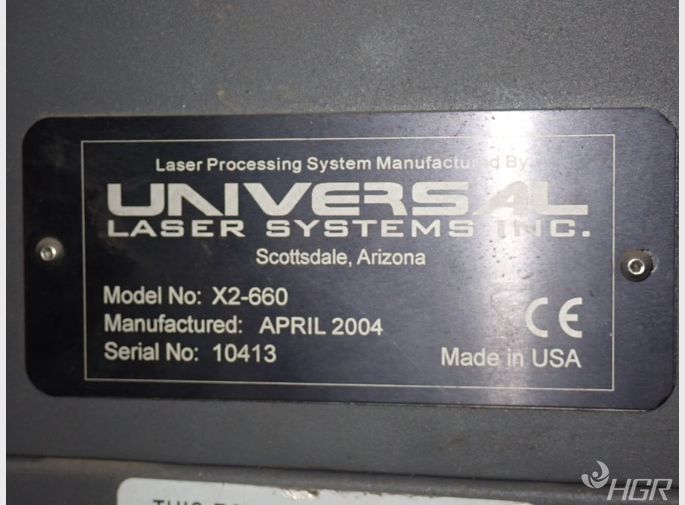 Laser Processing System Manufactured By:
UNIVERSAL
LASER SYSTEMS INC.
Scottsdale, Arizona
Model No: X2-660
Manufactured: APRIL 2004
CE
Serial No: 10413
Made in USA
THIS
HGR